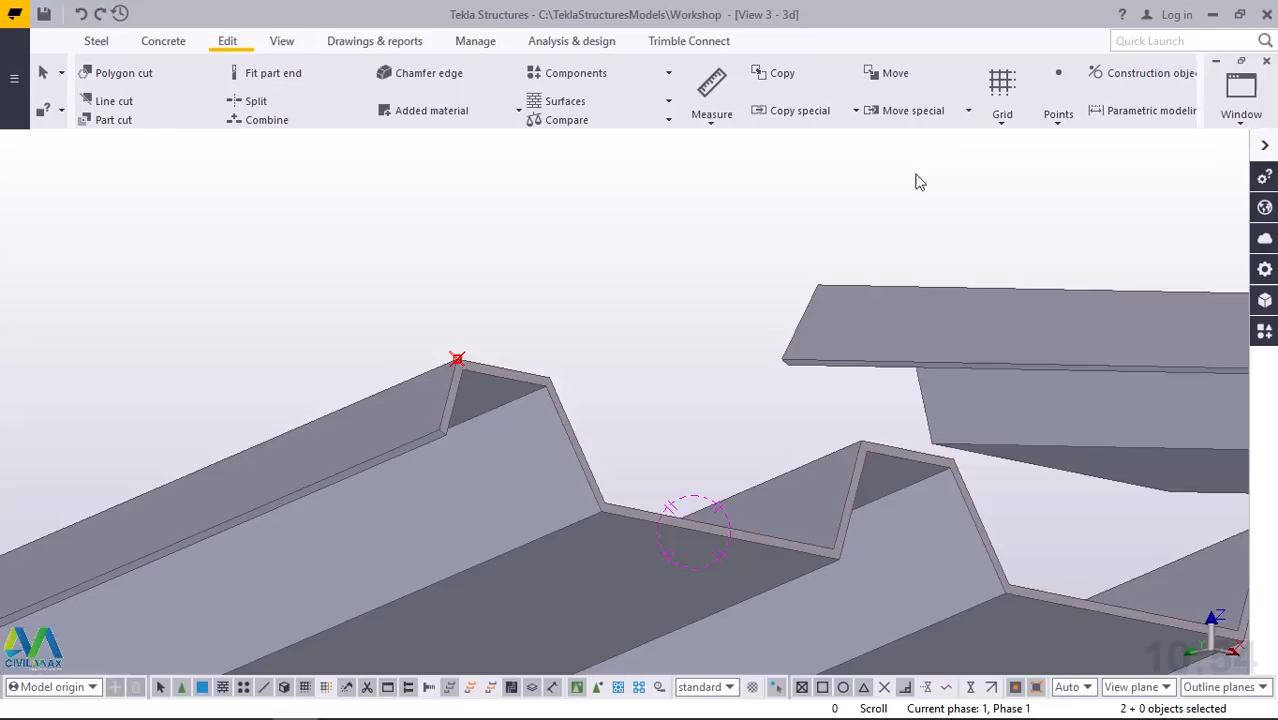 Tekla Structures - C:\TeklaStructuresModels\Workshop - [View 3 - 3d]
Log in
Steel
Concrete
Edit
View
Drawings & reports
Manage
Analysis & design
Trimble Connect
Quick Launch
Polygon cut
Fit part end
Chamfer edge
Components
Copy
Move
Construction obje
Line cut
Split
Surfaces
Part cut
Combine
Added material
Compare
Measure
Copy special
Move special
Grid
Points
Parametric modelin
Window
Z
X
Y
CIVILMAX
10:54
Model origin
standard
Auto
View plane
Outline planes
0
Scroll
Current phase: 1, Phase 1
2 + 0 objects selected